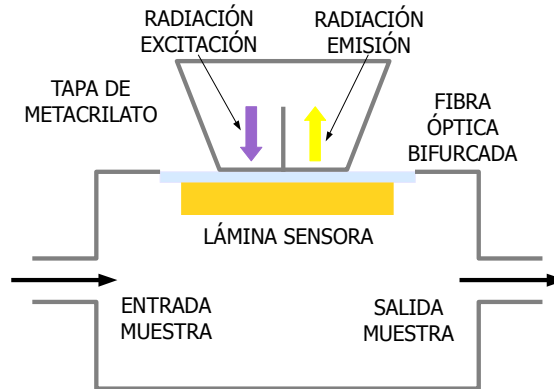 RADIACIÓN
EXCITACIÓN
RADIACIÓN
EMISIÓN
TAPA DE
METACRILATO
FIBRA
ÓPTICA
BIFURCADA
LÁMINA SENSORA
ENTRADA
MUESTRA
SALIDA
MUESTRA